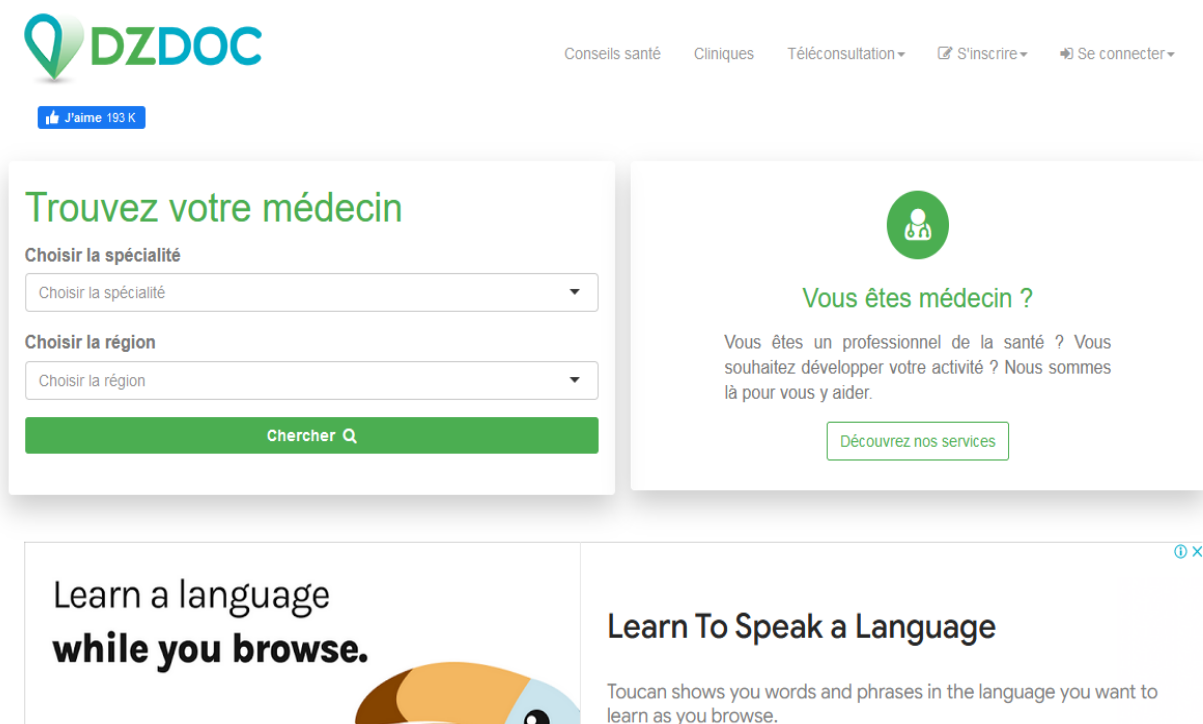 DZDOC
Conseils santé
Cliniques
Téléconsultation
S'inscrire
Se connecter
J'aime 193 K
Trouvez votre médecin
Choisir la spécialité
Choisir la spécialité
Choisir la région
Choisir la région
Chercher
Vous êtes médecin ?
Vous êtes un professionnel de la santé ? Vous
souhaitez développer votre activité ? Nous sommes
là pour vous y aider.
Découvrez nos services
Learn a language
while you browse.
Learn To Speak a Language
Toucan shows you words and phrases in the language you want to
learn as you browse.